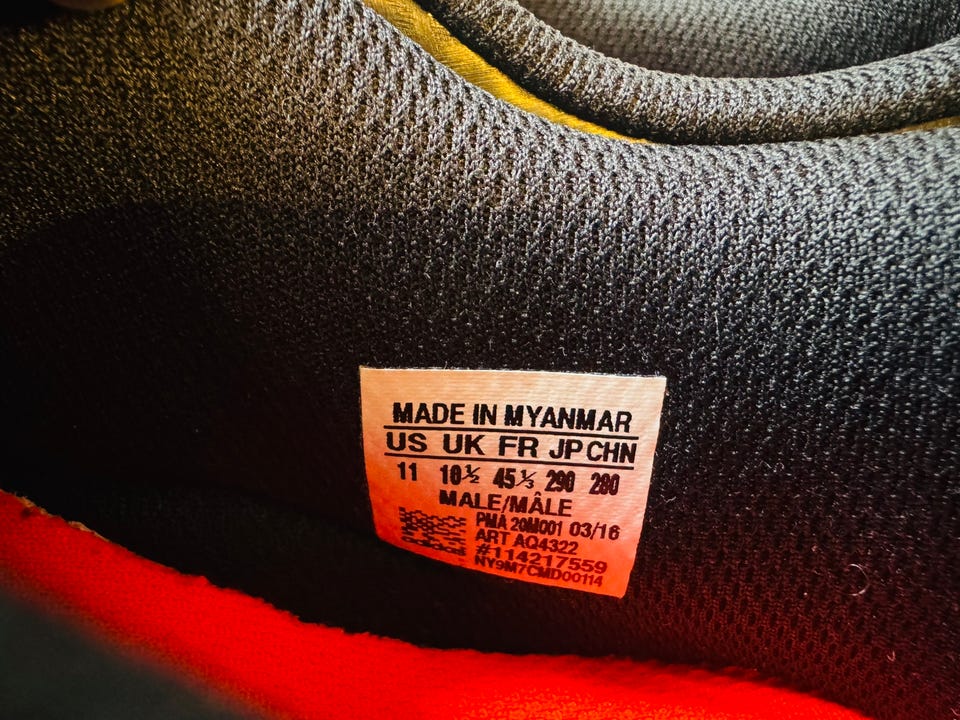 MADE IN MYANMAR
US UK FR JP CHN
11 10½ 45⅓ 290 280
MALE/MÂLE
PMA 20M001 03/16
ART AQ4322
#114217559
NY9M7CMD00114